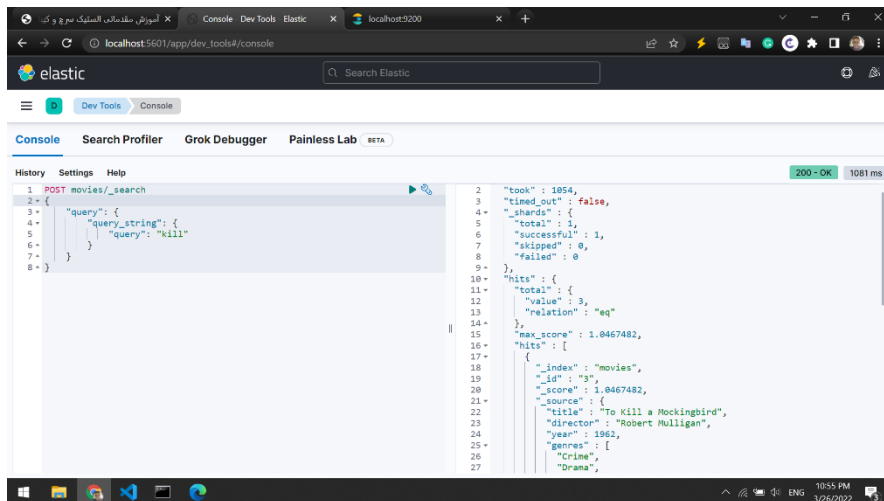 آموزش مقدماتی الستیک سرچ و کی
Console - Dev Tools - Elastic
localhost:9200
localhost:5601/app/dev_tools#/console
elastic
Search Elastic
D
Dev Tools
Console
Console
Search Profiler
Grok Debugger
Painless Lab
BETA
History
Settings
Help
200 - OK
1081 ms
1 POST movies/_search
2 {
3 "query": {
4 "query_string": {
5 "query": "kill"
6 }
7 }
8 }
2 "took" : 1054,
3 "timed_out" : false,
4 "_shards" : {
5 "total" : 1,
6 "successful" : 1,
7 "skipped" : 0,
8 "failed" : 0
9 },
10 "hits" : {
11 "total" : {
12 "value" : 3,
13 "relation" : "eq"
14 },
15 "max_score" : 1.0467482,
16 "hits" : [
17 {
18 "_index" : "movies",
19 "_id" : "3",
20 "_score" : 1.0467482,
21 "_source" : {
22 "title" : "To Kill a Mockingbird",
23 "director" : "Robert Mulligan",
24 "year" : 1962,
25 "genres" : [
26 "Crime",
27 "Drama",
ENG
10:55 PM
3/26/2022